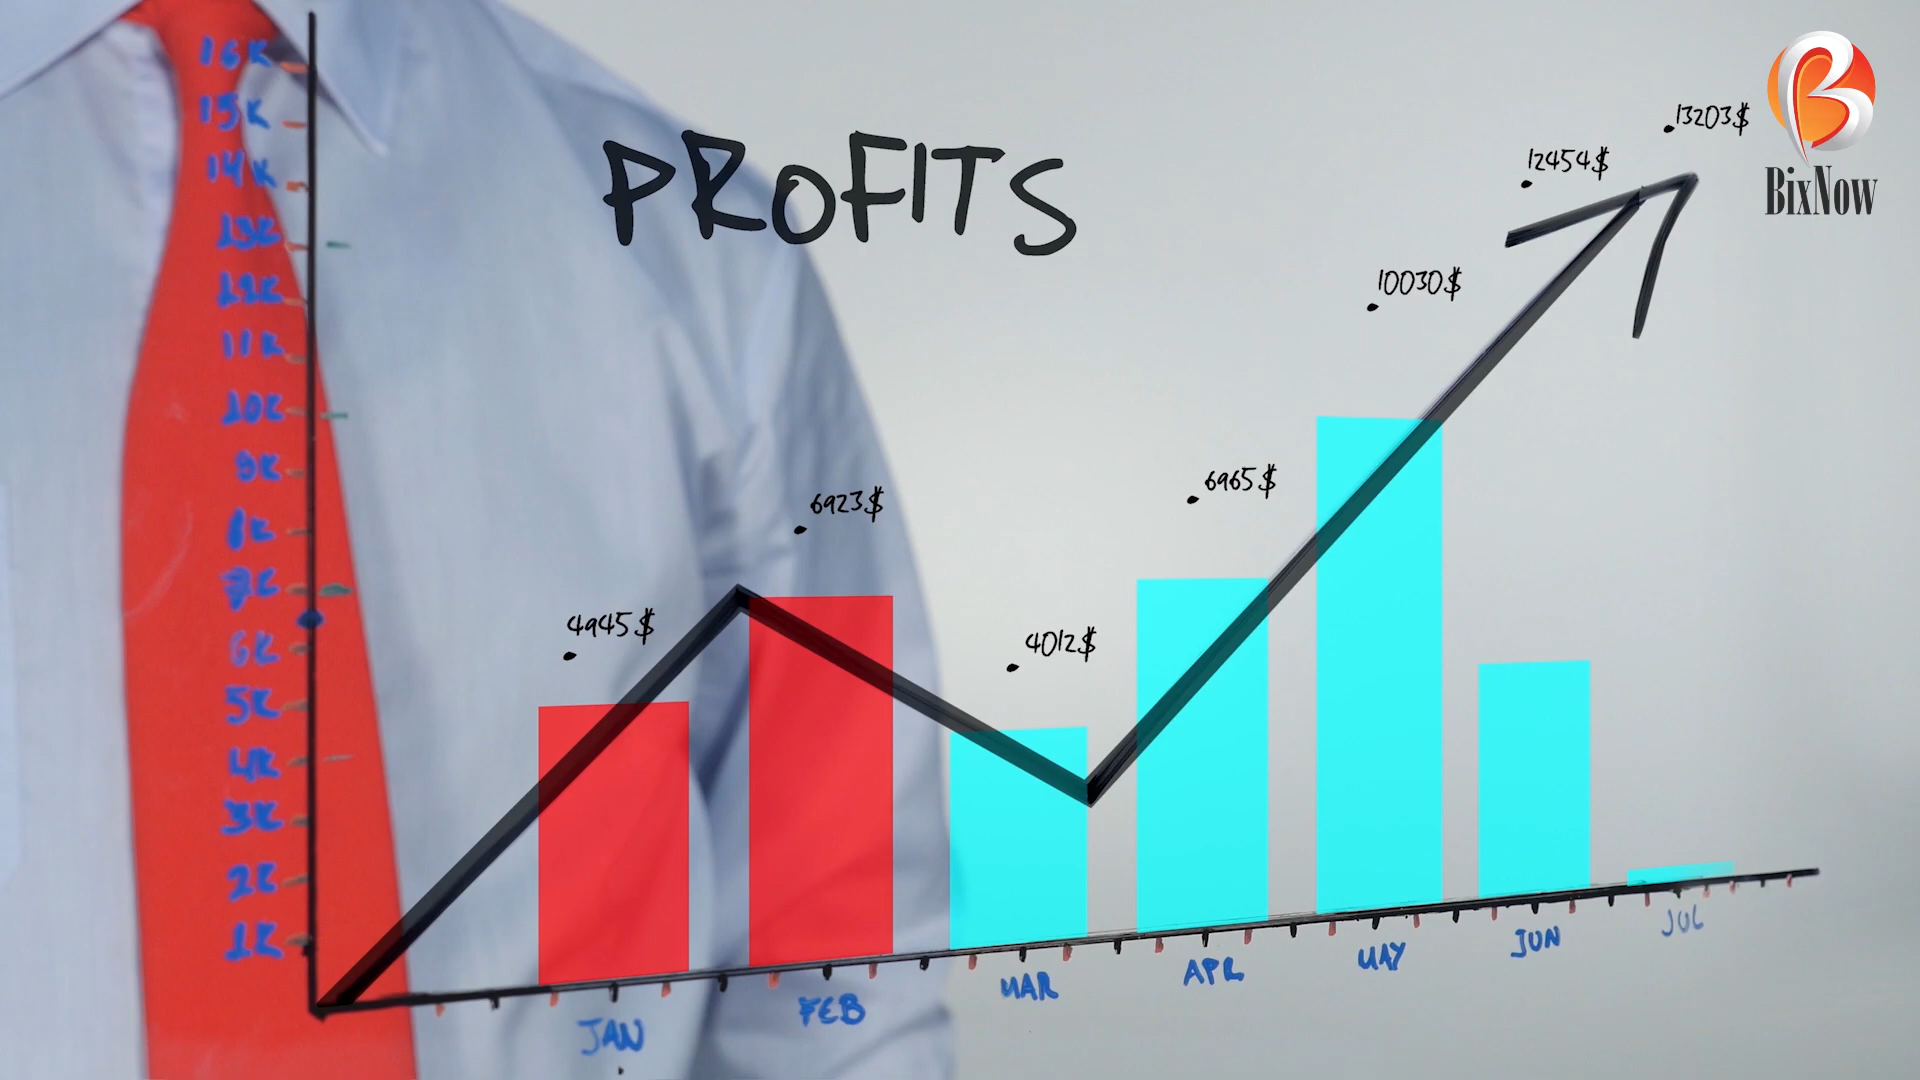 PROFITS
BixNow
16K
15K
14K
13K
12K
11K
10K
9K
8K
7K
6K
5K
4K
3K
2K
1K
4945$
6923$
4012$
6965$
10030$
12454$
13203$
JAN
FEB
MAR
APR
MAY
JUN
JUL